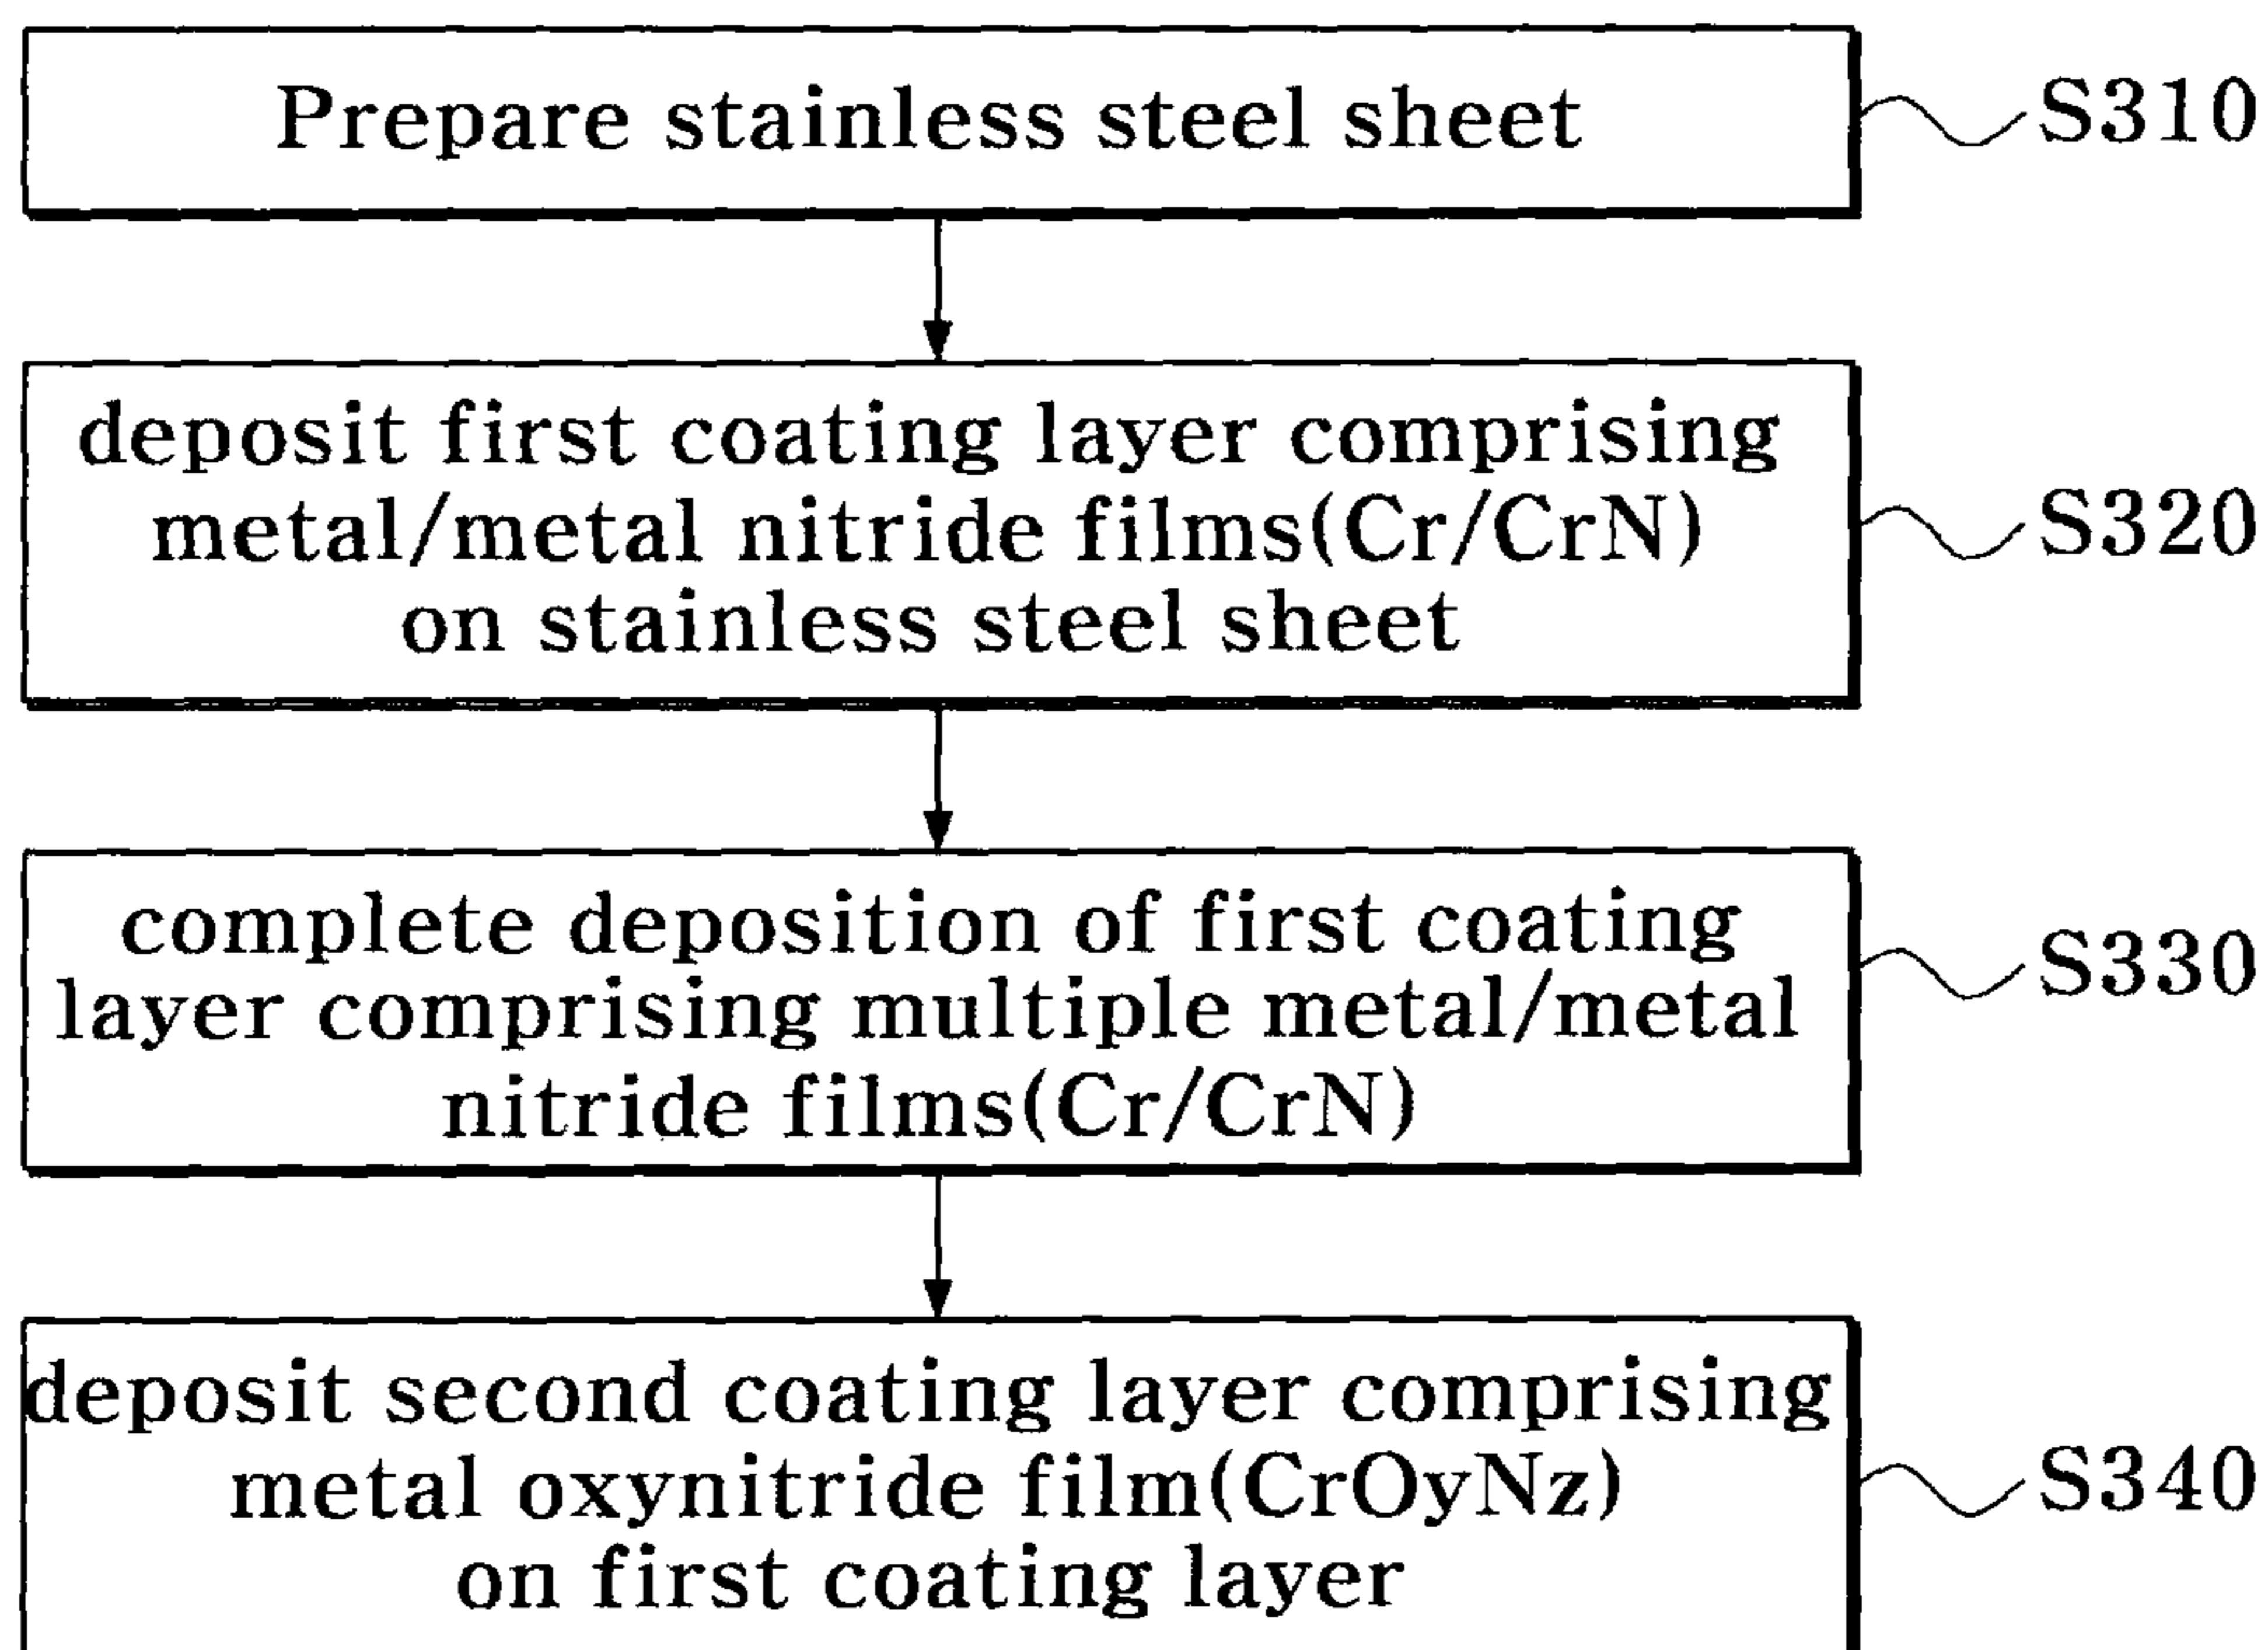 Prepare stainless steel sheet
S310
deposit first coating layer comprising
metal/metal nitride films(Cr/CrN)
on stainless steel sheet
S320
complete deposition of first coating
layer comprising multiple metal/metal
nitride films(Cr/CrN)
S330
deposit second coating layer comprising
metal oxynitride film(CrOyNz)
on first coating layer
S340